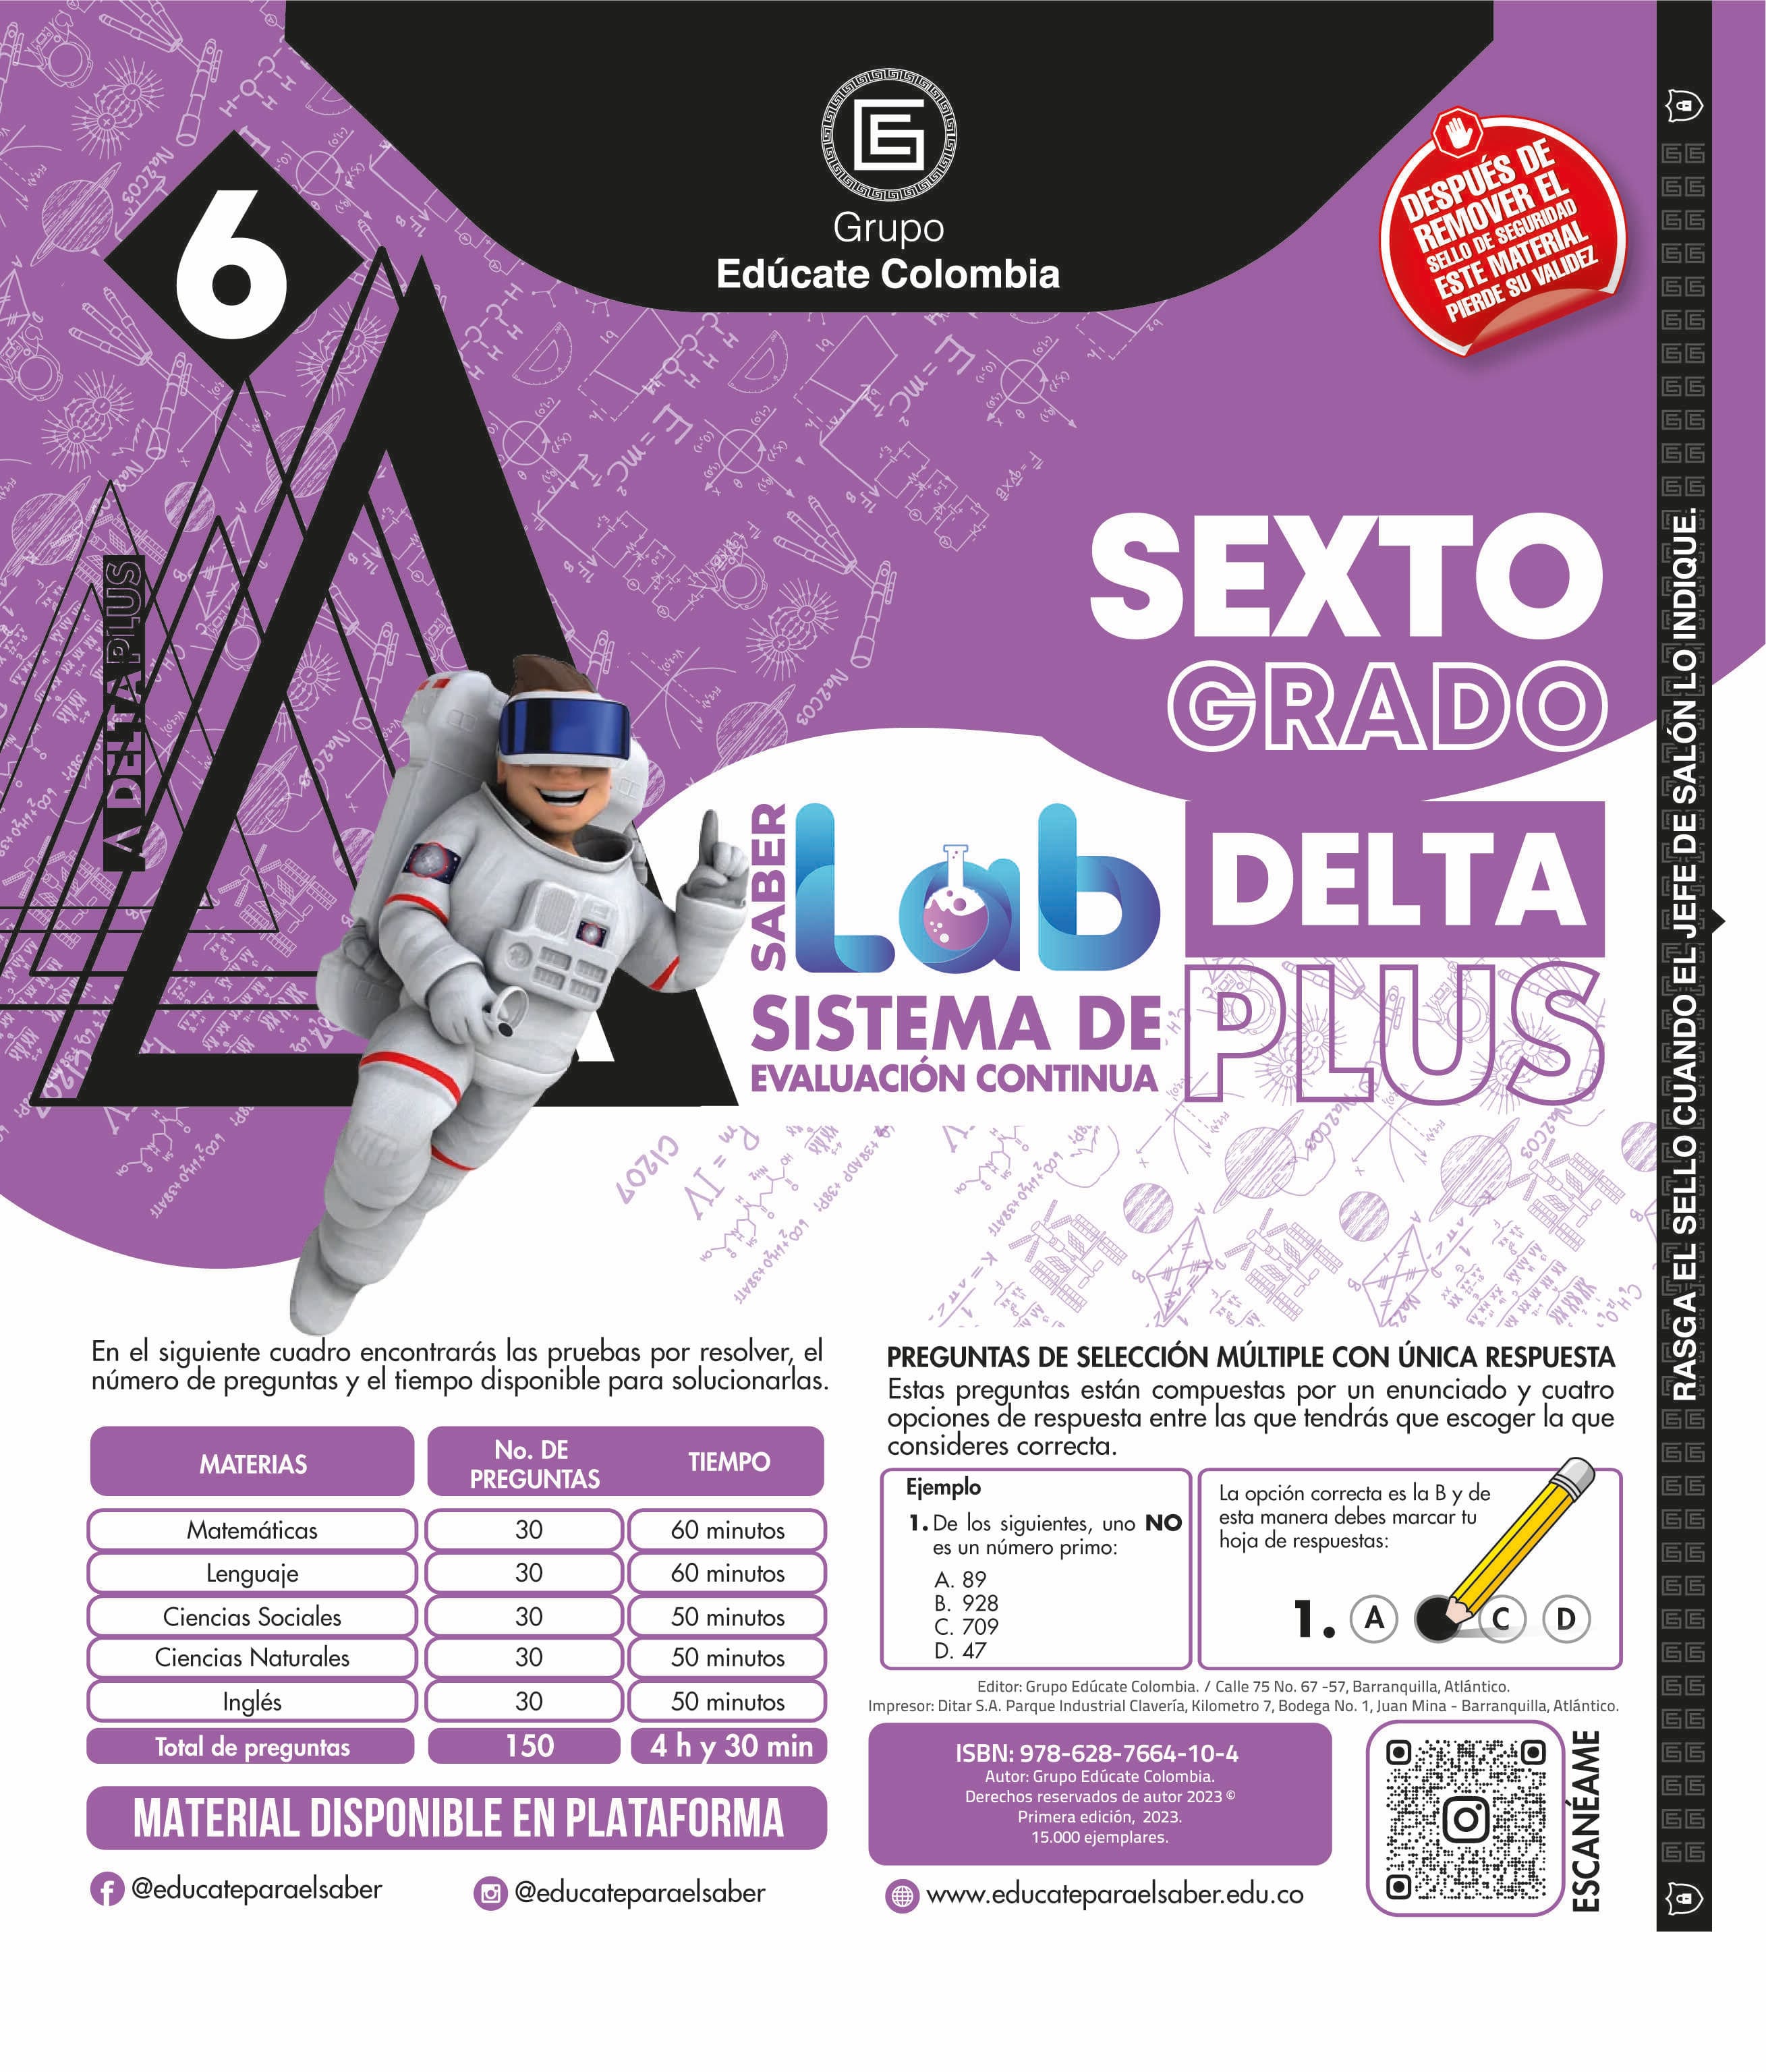 Grupo
Edúcate Colombia
DESPUÉS DE
REMOVER EL
SELLO DE SEGURIDAD
ESTE MATERIAL
PIERDE SU VALIDEZ
6
DELTAPLUS
SEXTO
GRADO
SABER
Lab
SISTEMA DE
EVALUACIÓN CONTINUA
DELTA
PLUS
RASGA EL SELLO CUANDO EL JEFE DE SALÓN LO INDIQUE.
En el siguiente cuadro encontrarás las pruebas por resolver, el
número de preguntas y el tiempo disponible para solucionarlas.
MATERIAS No. DE PREGUNTAS TIEMPO
Matemáticas 30 60 minutos
Lenguaje 30 60 minutos
Ciencias Sociales 30 50 minutos
Ciencias Naturales 30 50 minutos
Inglés 30 50 minutos
Total de preguntas 150 4 h y 30 min
MATERIAL DISPONIBLE EN PLATAFORMA
@educateparaelsaber
@educateparaelsaber
PREGUNTAS DE SELECCIÓN MÚLTIPLE CON ÚNICA RESPUESTA
Estas preguntas están compuestas por un enunciado y cuatro
opciones de respuesta entre las que tendrás que escoger la que
consideres correcta.
Ejemplo
1. De los siguientes, uno NO
es un número primo:
A. 89
B. 928
C. 709
D. 47
La opción correcta es la B y de
esta manera debes marcar tu
hoja de respuestas:
1. A C D
Editor: Grupo Edúcate Colombia. / Calle 75 No. 67 -57, Barranquilla, Atlántico.
Impresor: Ditar S.A. Parque Industrial Clavería, Kilometro 7, Bodega No. 1, Juan Mina - Barranquilla, Atlántico.
ISBN: 978-628-7664-10-4
Autor: Grupo Edúcate Colombia.
Derechos reservados de autor 2023 ©
Primera edición, 2023.
15.000 ejemplares.
www.educateparaelsaber.edu.co
ESCANÉAME